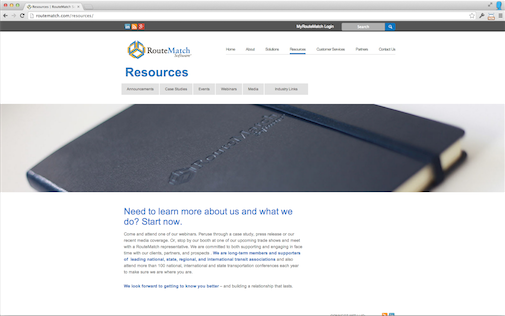 Resources | RouteMatch
routematch.com/resources/
MyRouteMatch Login
Search
RouteMatch
Software
Home About Solutions Resources Customer Services Partners Contact Us
Resources
Announcements Case Studies Events Webinars Media Industry Links
RouteMatch
Software
Need to learn more about us and what we
do? Start now.
Come and attend one of our webinars. Peruse through a case study, press release or our
recent media coverage. Or, stop by our booth at one of our upcoming trade shows and meet
with a RouteMatch representative. We are committed to both supporting and engaging in face
time with our clients, partners, and prospects . We are long-term members and supporters
of leading national, state, regional, and international transit associations and also
attend more than 100 national, international and state transportation conferences each year
to make sure we are where you are.
We look forward to getting to know you better – and building a relationship that lasts.